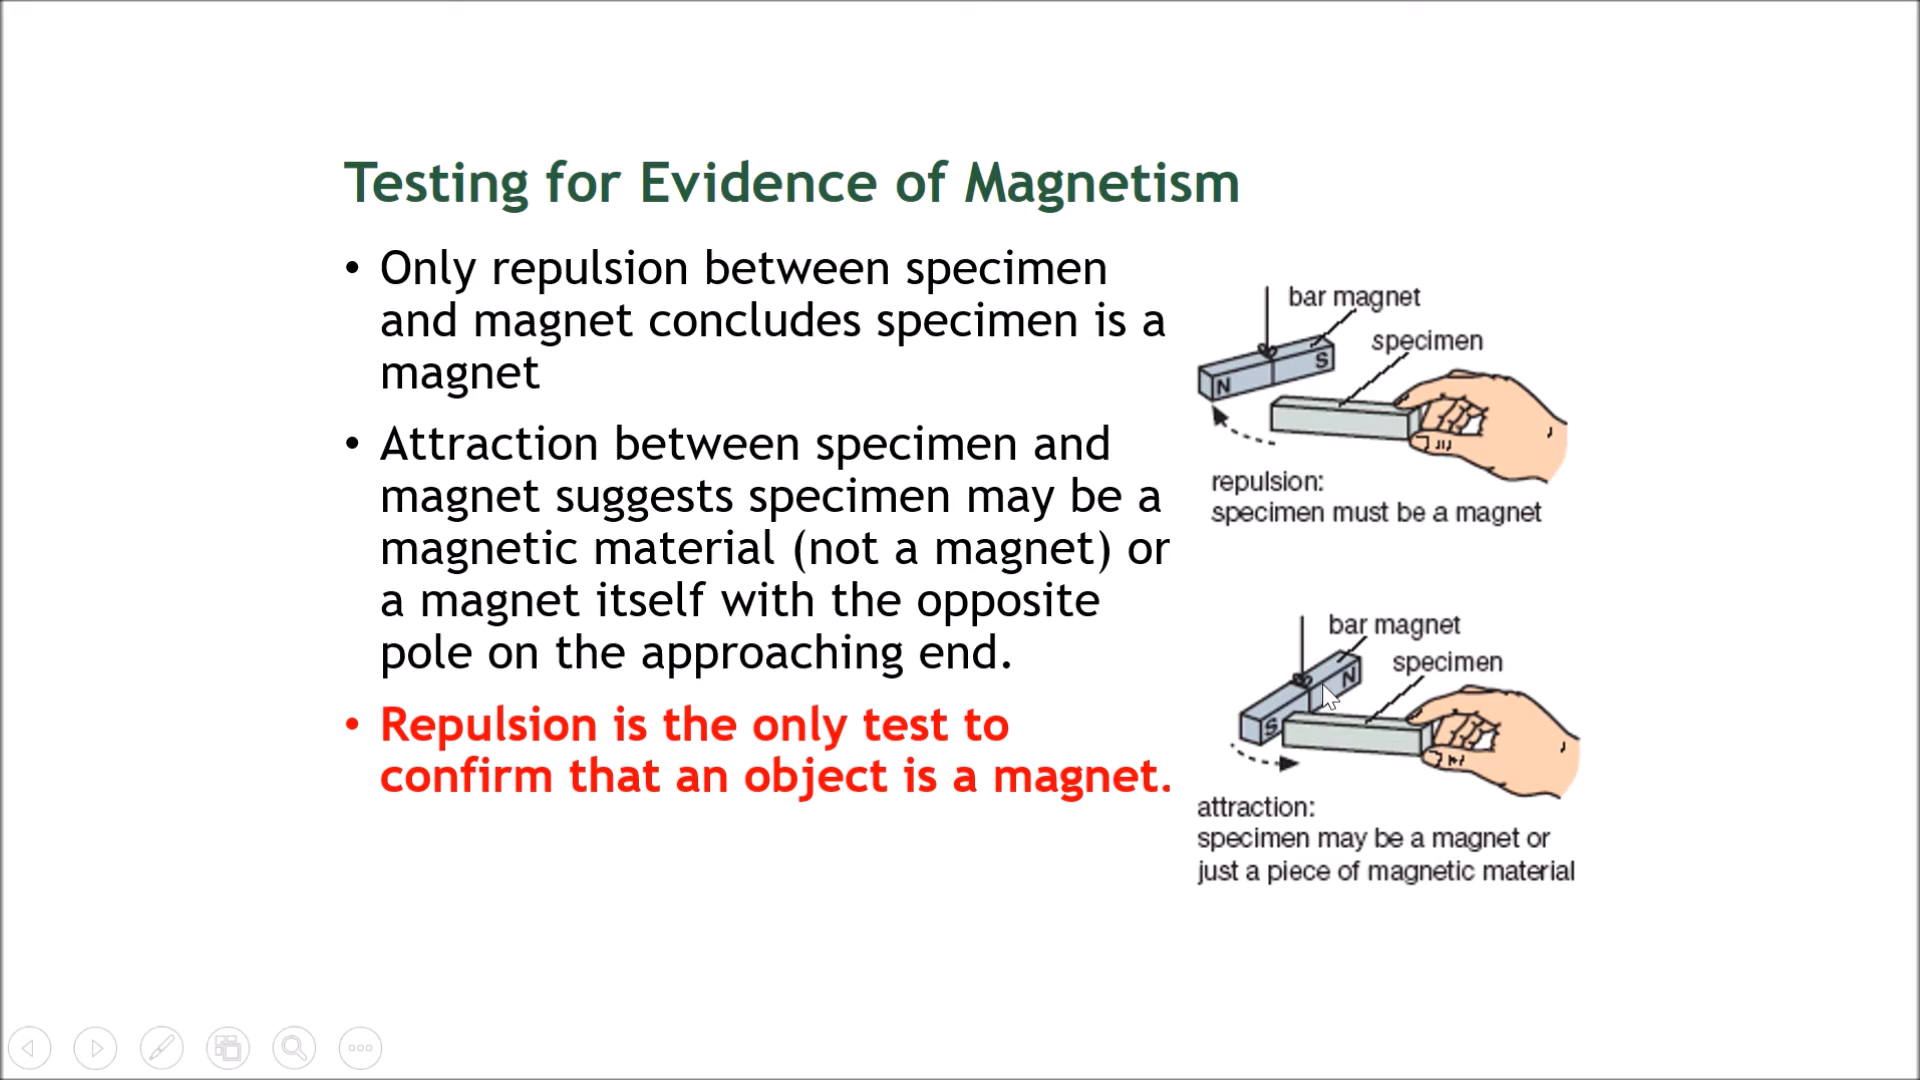 Testing for Evidence of Magnetism
• Only repulsion between specimen
and magnet concludes specimen is a
magnet
• Attraction between specimen and
magnet suggests specimen may be a
magnetic material (not a magnet) or
a magnet itself with the opposite
pole on the approaching end.
• Repulsion is the only test to
confirm that an object is a magnet.
bar magnet
specimen
S
N
repulsion:
specimen must be a magnet
bar magnet
specimen
N
S
attraction:
specimen may be a magnet or
just a piece of magnetic material